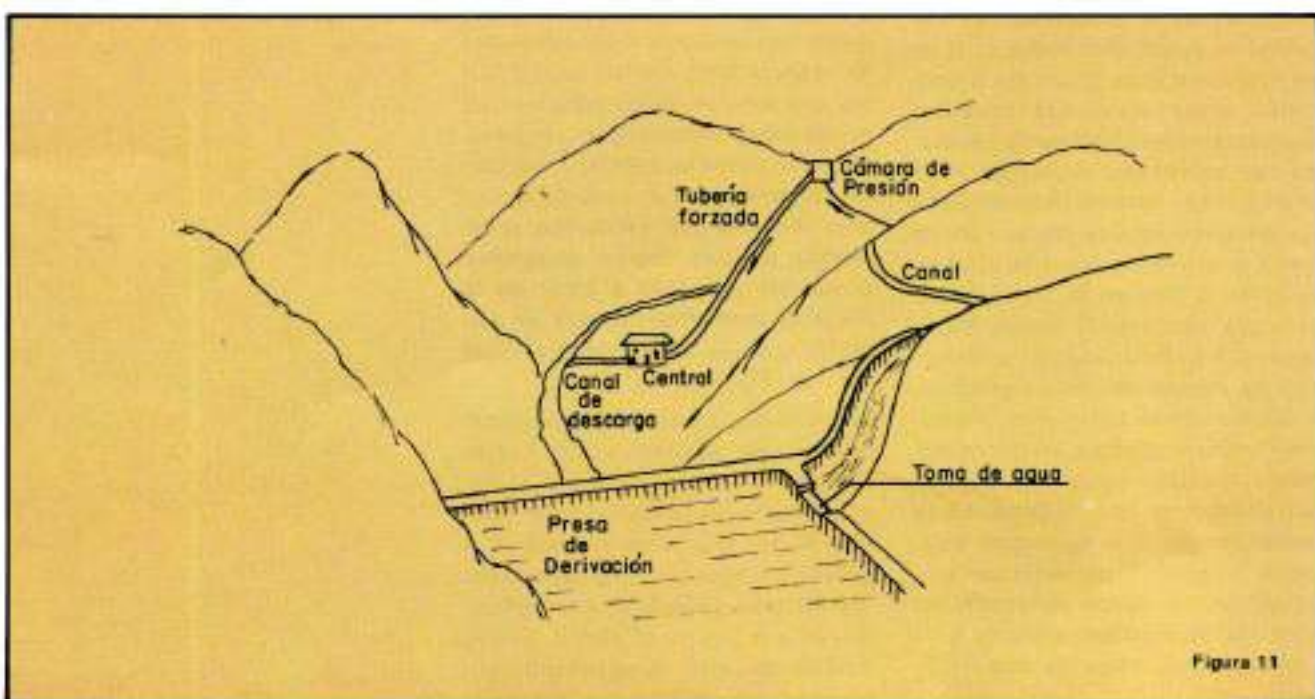 Cámara de
Presión
Tubería
forzada
Canal
Canal
de
descarga
Central
Toma de agua
Presa
de
Derivación
Figura 11